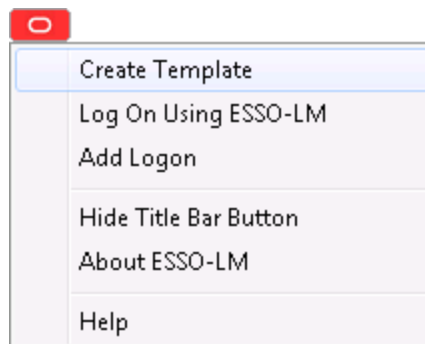 Create Template
Log On Using ESSO-LM
Add Logon
Hide Title Bar Button
About ESSO-LM
Help